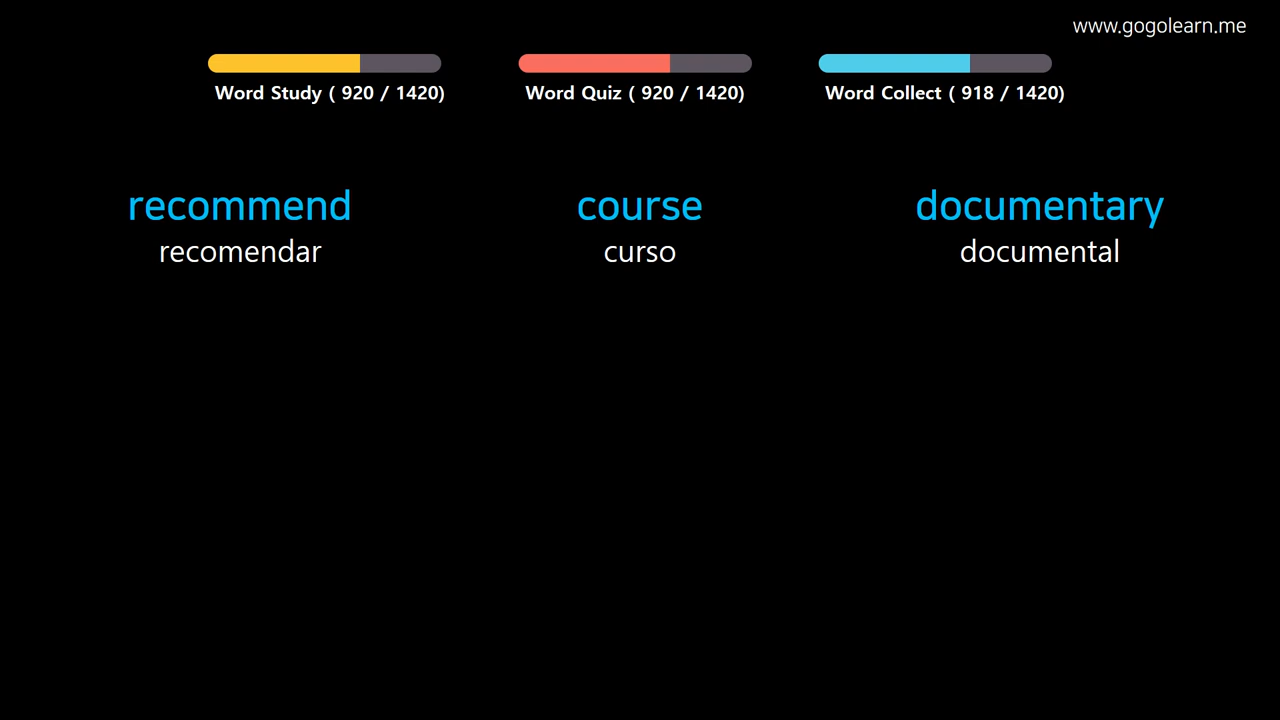 www.gogolearn.me
Word Study ( 920 / 1420)
Word Quiz ( 920 / 1420)
Word Collect ( 918 / 1420)
recommend
recomendar
course
curso
documentary
documental